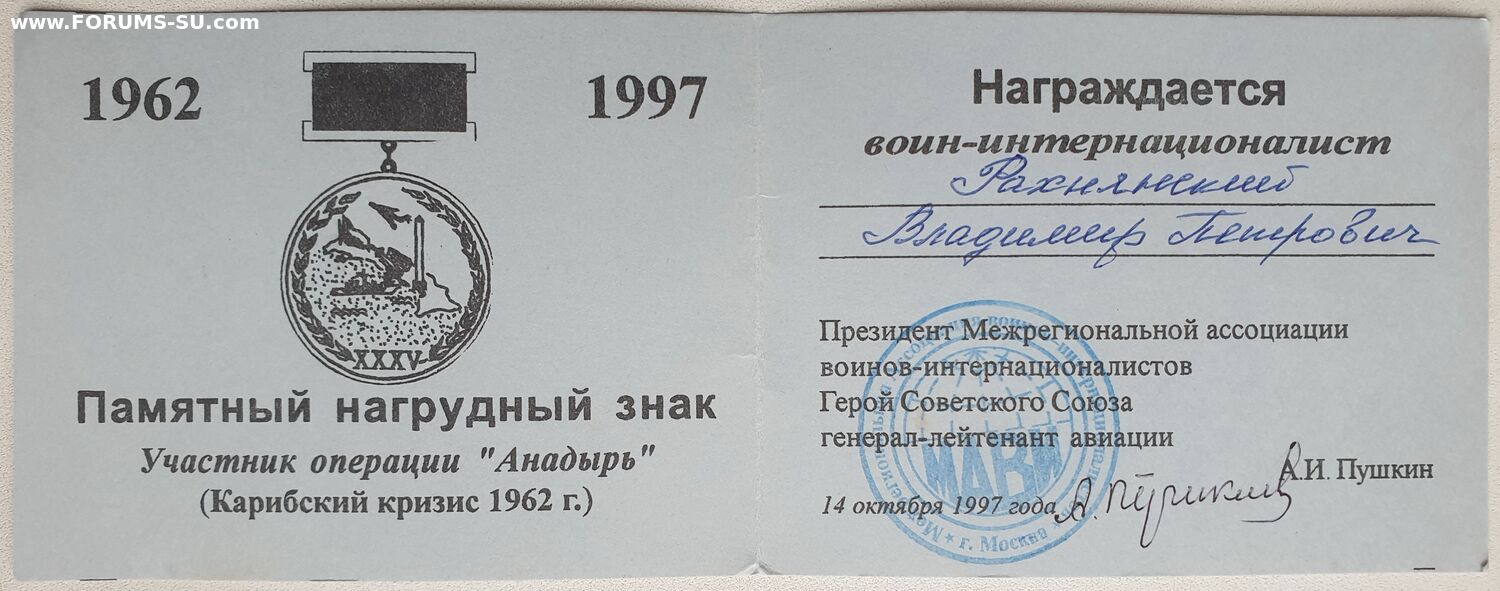 www.FORUMS-SU.com
1962
1997
XXXV
Памятный нагрудный знак
Участник операции "Анадырь"
(Карибский кризис 1962 г.)
Награждается
воин-интернационалист
Рахнянский
Владимир Петрович
Президент Межрегиональной ассоциации
воинов-интернационалистов
Герой Советского Союза
генерал-лейтенант авиации
А.И. Пушкин
14 октября 1997 года
А. Пушкин
МАВИ
г. Москва